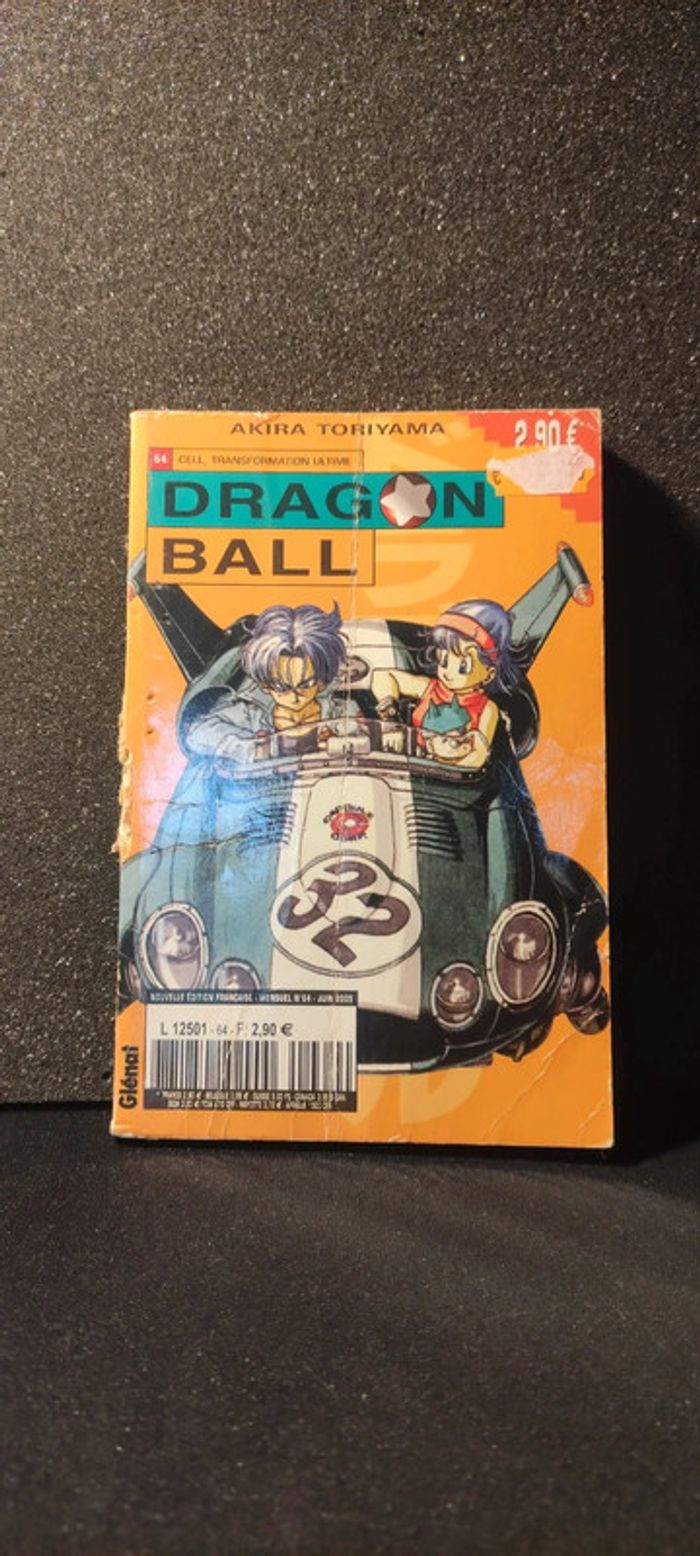 AKIRA TORIYAMA
2,90 €
64 CELL, TRANSFORMATION ULTIME
DRAGON
BALL
CAPSULE
CORP.
32
NOUVELLE ÉDITION FRANÇAISE - MENSUEL N°64 - JUIN 2005
L 12501 - 64 - F: 2,90 €
Glénat